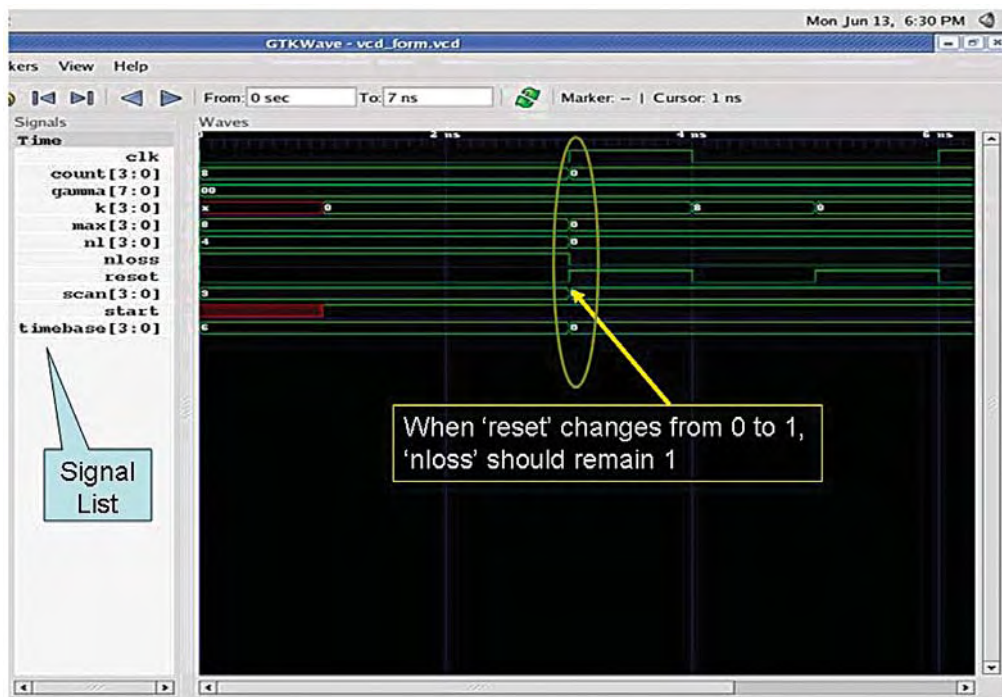 Mon Jun 13, 6:30 PM
GTKWave - vcd_form.vcd
kers View Help
From: 0 sec To: 7 ns Marker: -- | Cursor: 1 ns
Signals
Waves
Time
2 ns 4 ns 6 ns
clk
count[3:0] 8 0
gamma[7:0] 00
k[3:0] x 0 8 0
max[3:0] 8 0
nl[3:0] 4 0
nloss
reset
scan[3:0] 9
start
timebase[3:0] 6 0
When 'reset' changes from 0 to 1,
'nloss' should remain 1
Signal
List